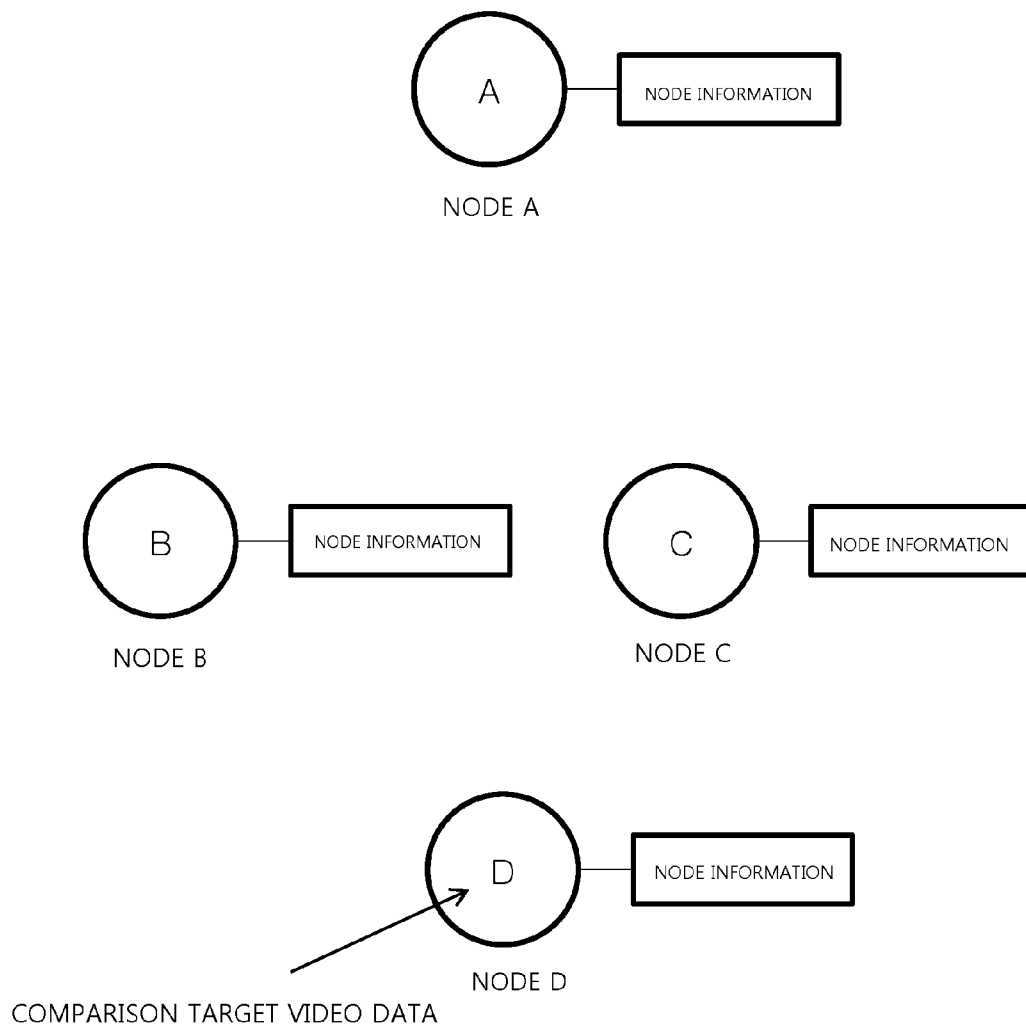 A
NODE INFORMATION
NODE A
B
NODE INFORMATION
C
NODE INFORMATION
NODE B
NODE C
D
NODE INFORMATION
NODE D
COMPARISON TARGET VIDEO DATA